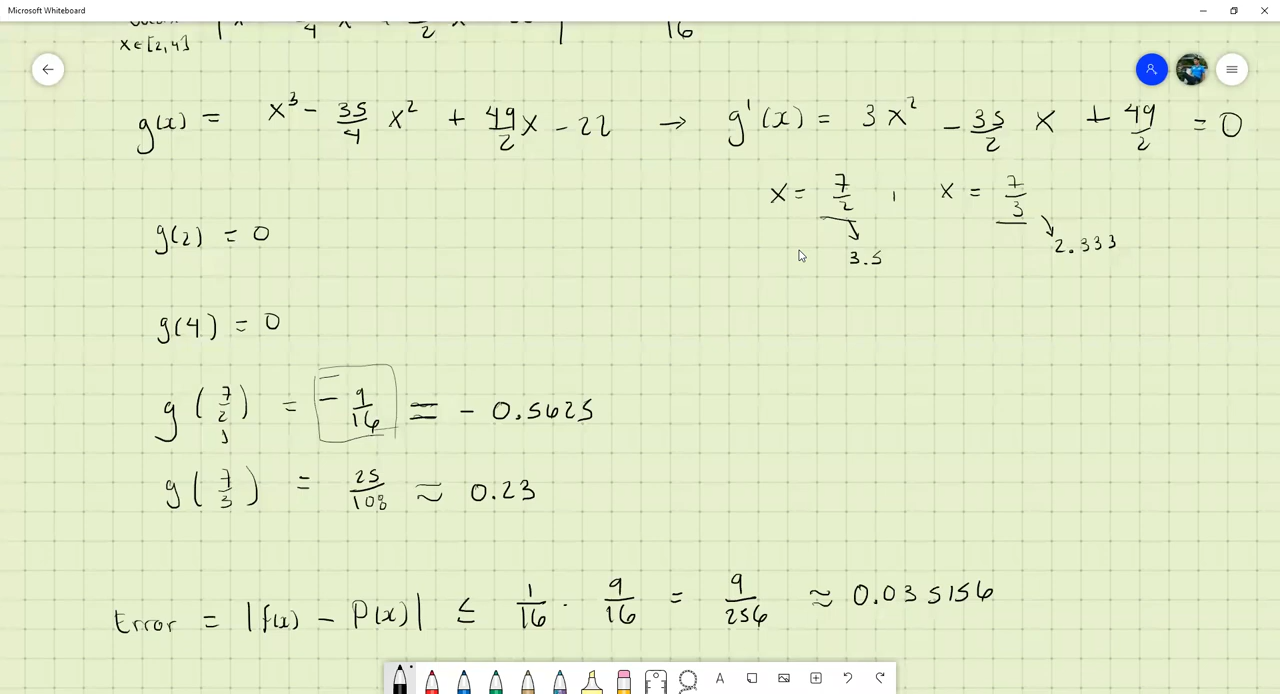 Microsoft Whiteboard
x∈[2,4]
16
g(x) = x³ - 35/4 x² + 49/2 x - 22 → g'(x) = 3x² - 35/2 x + 49/2 = 0
x = 7/2 , x = 7/3
3.5
2.333
g(2) = 0
g(4) = 0
g(7/2) = - 9/16 = - 0.5625
g(7/3) = 25/108 ≈ 0.23
Error = |f(x) - P(x)| ≤ 1/16 · 9/16 = 9/256 ≈ 0.035156
A